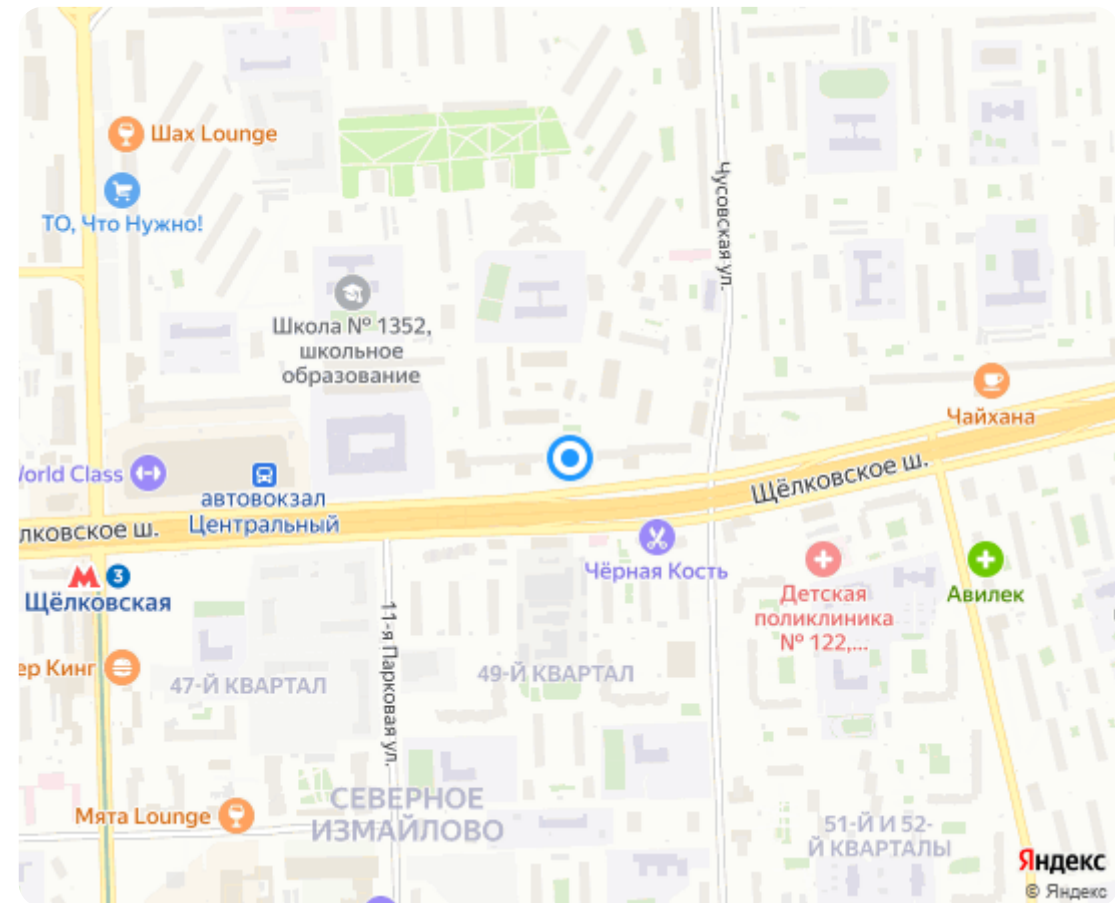 Шах Lounge
ТО, Что Нужно!
Чусовская ул.
Школа № 1352,
школьное
образование
Чайхана
World Class
автовокзал
Центральный
Щёлковское ш.
лковское ш.
М 3
Щёлковская
Чёрная Кость
Детская
поликлиника
№ 122,...
Авилек
11-я Парковая ул.
ер Кинг
47-Й КВАРТАЛ
49-Й КВАРТАЛ
Мята Lounge
СЕВЕРНОЕ
ИЗМАЙЛОВО
51-Й И 52-
Й КВАРТАЛЫ
Яндекс
© Яндекс